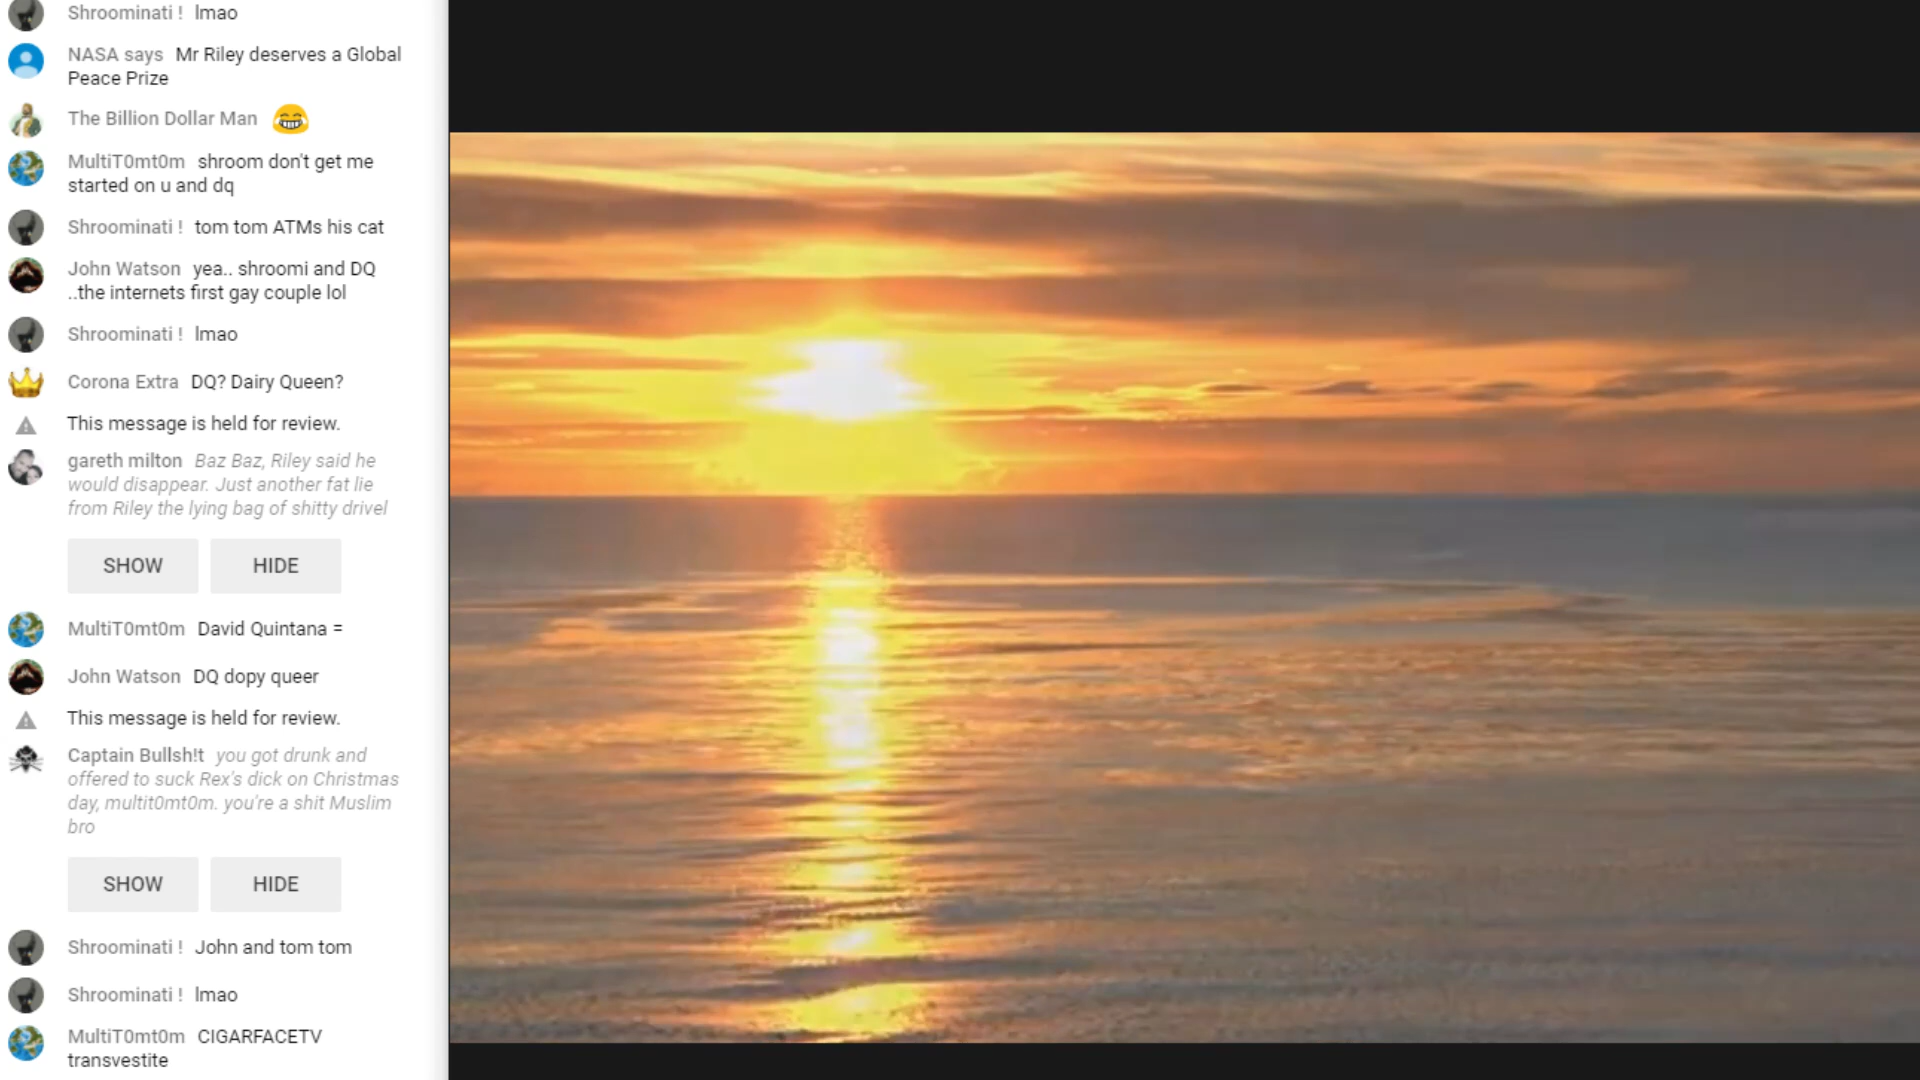 Shroominati ! lmao
NASA says Mr Riley deserves a Global
Peace Prize
The Billion Dollar Man 😂
MultiT0mt0m shroom don't get me
started on u and dq
Shroominati ! tom tom ATMs his cat
John Watson yea.. shroomi and DQ
..the internets first gay couple lol
Shroominati ! lmao
Corona Extra DQ? Dairy Queen?
This message is held for review.
gareth milton Baz Baz, Riley said he
would disappear. Just another fat lie
from Riley the lying bag of shitty drivel
SHOW HIDE
MultiT0mt0m David Quintana =
John Watson DQ dopy queer
This message is held for review.
Captain Bullsh!t you got drunk and
offered to suck Rex's dick on Christmas
day, multit0mt0m. you're a shit Muslim
bro
SHOW HIDE
Shroominati ! John and tom tom
Shroominati ! lmao
MultiT0mt0m CIGARFACETV
transvestite